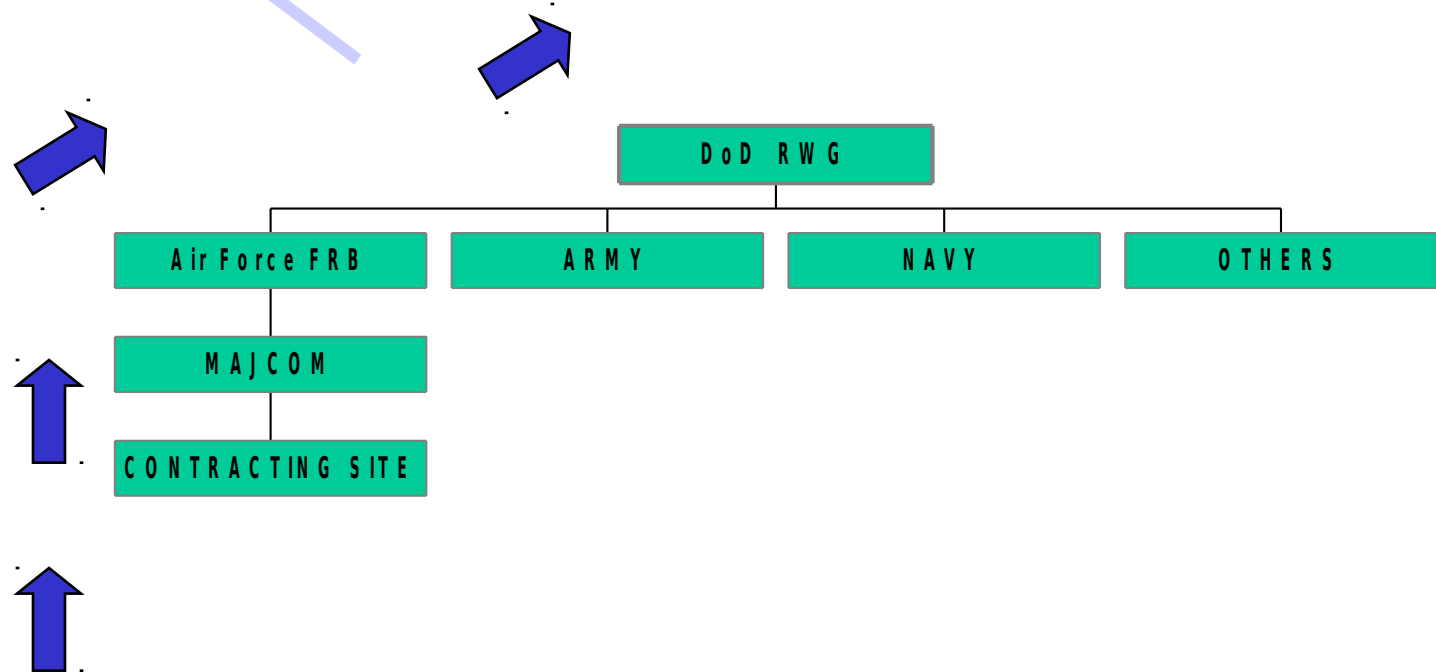 DoD RWG
Air Force FRB
ARMY
NAVY
OTHERS
MAJCOM
CONTRACTING SITE